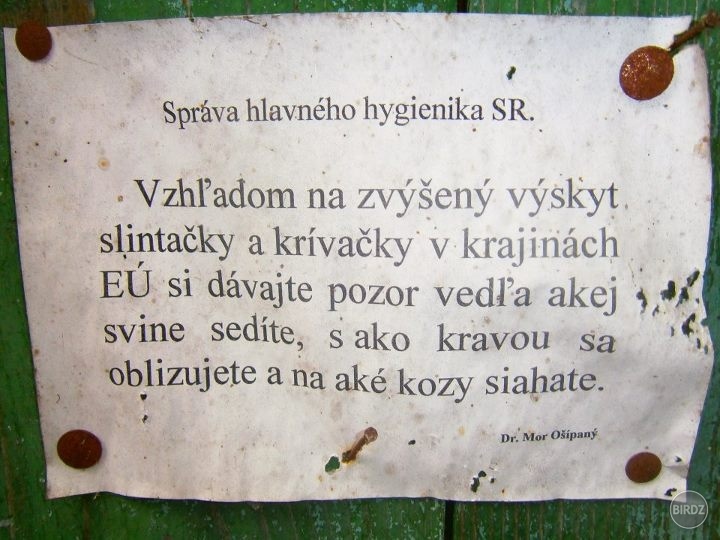 Správa hlavného hygienika SR.
Vzhľadom na zvýšený výskyt
slintačky a krívačky v krajinách
EÚ si dávajte pozor vedľa akej
svine sedíte, s ako kravou sa
oblizujete a na aké kozy siahate.
Dr. Mor Ošípaný
BIRDZ